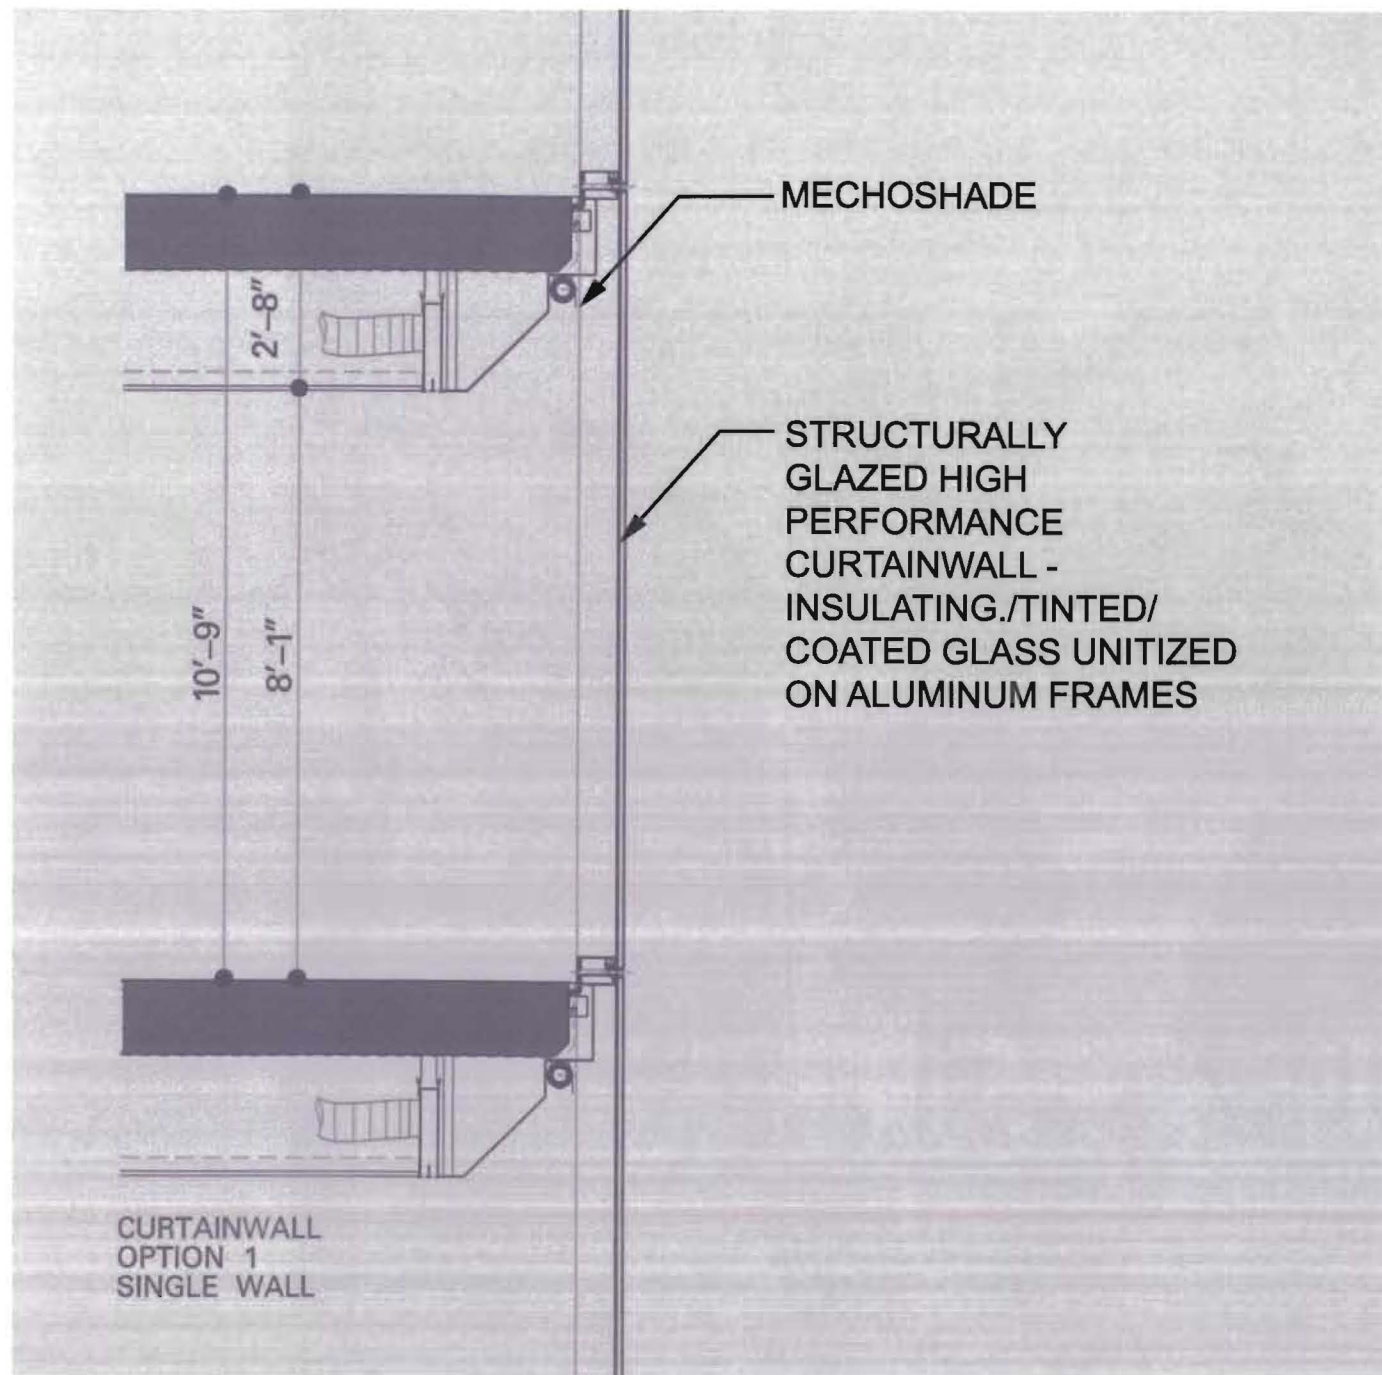 MECHOSHADE
2'-8"
STRUCTURALLY
GLAZED HIGH
PERFORMANCE
CURTAINWALL -
INSULATING./TINTED/
COATED GLASS UNITIZED
ON ALUMINUM FRAMES
10'-9"
8'-1"
CURTAINWALL
OPTION 1
SINGLE WALL